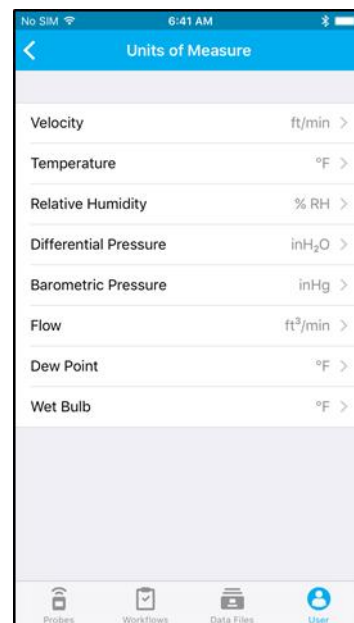 No SIM 6:41 AM
Units of Measure
Velocity ft/min
Temperature °F
Relative Humidity % RH
Differential Pressure inH₂O
Barometric Pressure inHg
Flow ft³/min
Dew Point °F
Wet Bulb °F
Probes Workflows Data Files User